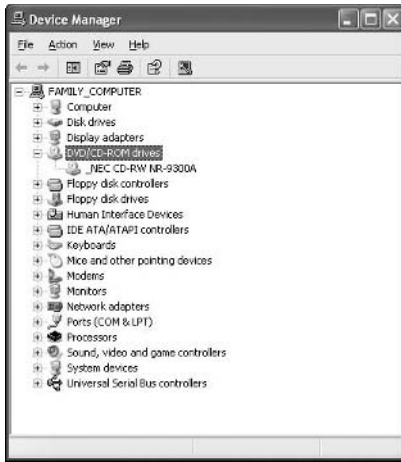 Device Manager
File Action View Help
FAMILY_COMPUTER
Computer
Disk drives
Display adapters
DVD/CD-ROM drives
_NEC CD-RW NR-9300A
Floppy disk controllers
Floppy disk drives
Human Interface Devices
IDE ATA/ATAPI controllers
Keyboards
Mice and other pointing devices
Modems
Monitors
Network adapters
Ports (COM & LPT)
Processors
Sound, video and game controllers
System devices
Universal Serial Bus controllers